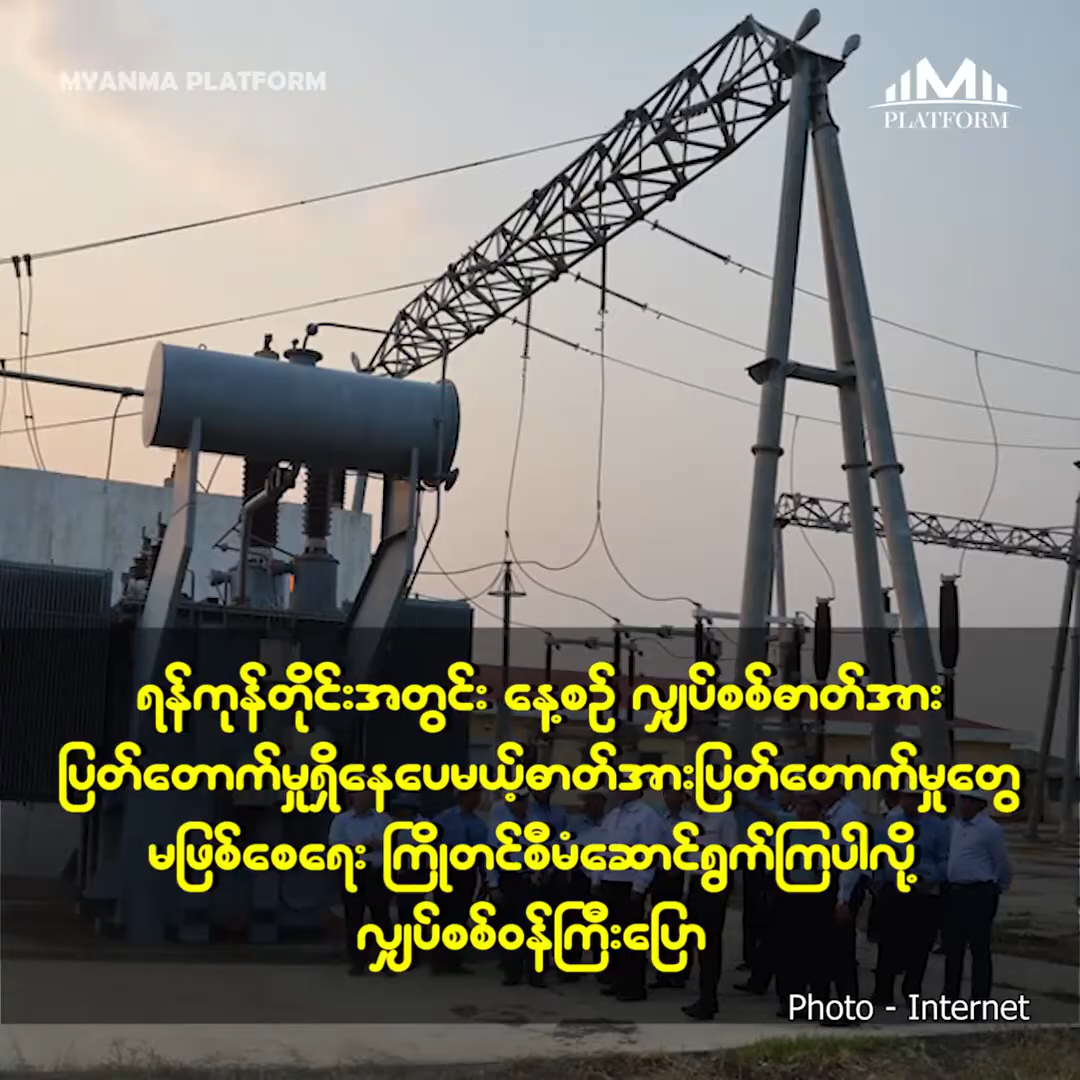 MYANMA PLATFORM
M
PLATFORM
ရန်ကုန်တိုင်းအတွင်း နေ့စဉ် လျှပ်စစ်ဓာတ်အား
ပြတ်တောက်မှုရှိနေပေမယ့်ဓာတ်အားပြတ်တောက်မှုတွေ
မဖြစ်စေရေး ကြိုတင်စီမံဆောင်ရွက်ကြပါလို့
လျှပ်စစ်ဝန်ကြီးပြော
Photo - Internet